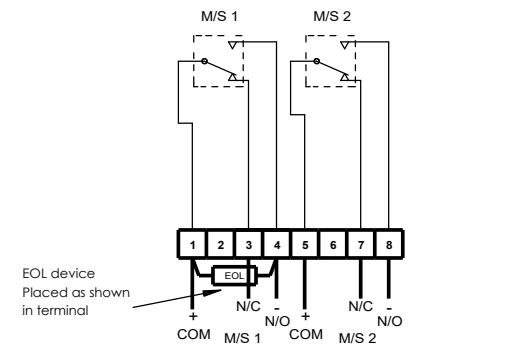 M/S 1 M/S 2
1 2 3 4 5 6 7 8
EOL
EOL device
Placed as shown
in terminal
+ N/C - + N/C -
COM N/O COM N/O
M/S 1 M/S 2